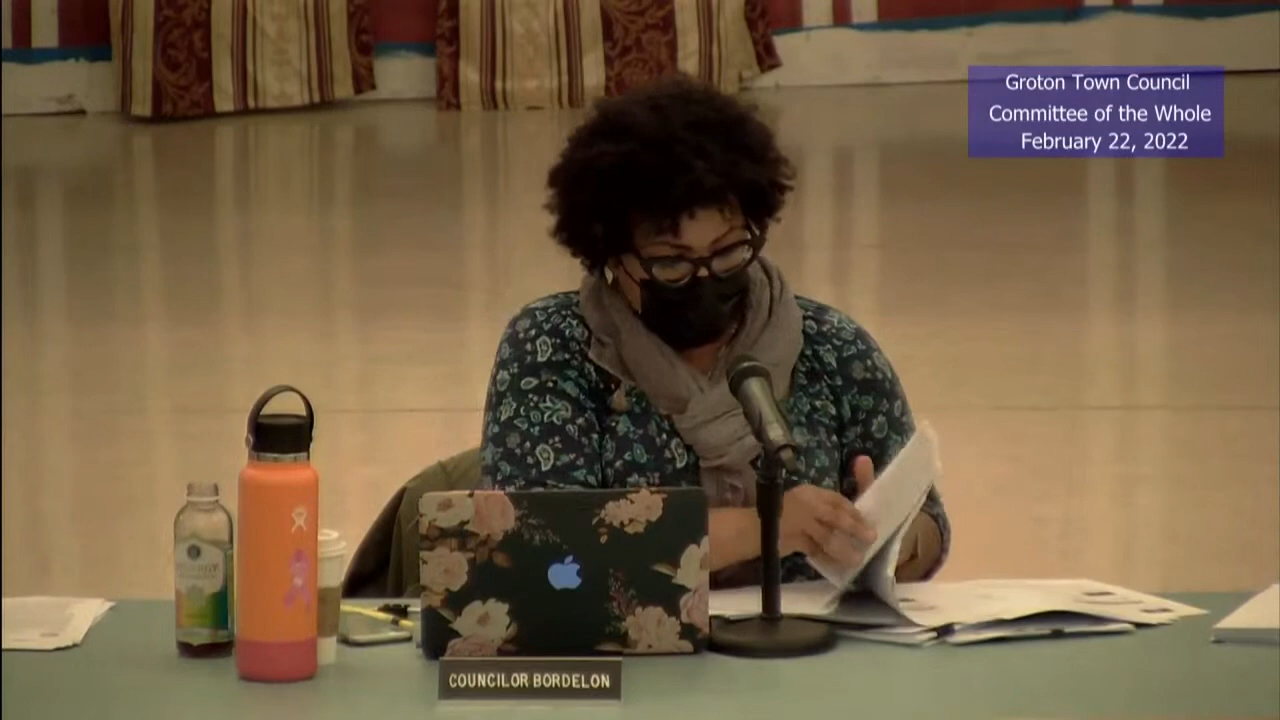 Groton Town Council
Committee of the Whole
February 22, 2022
COUNCILOR BORDELON